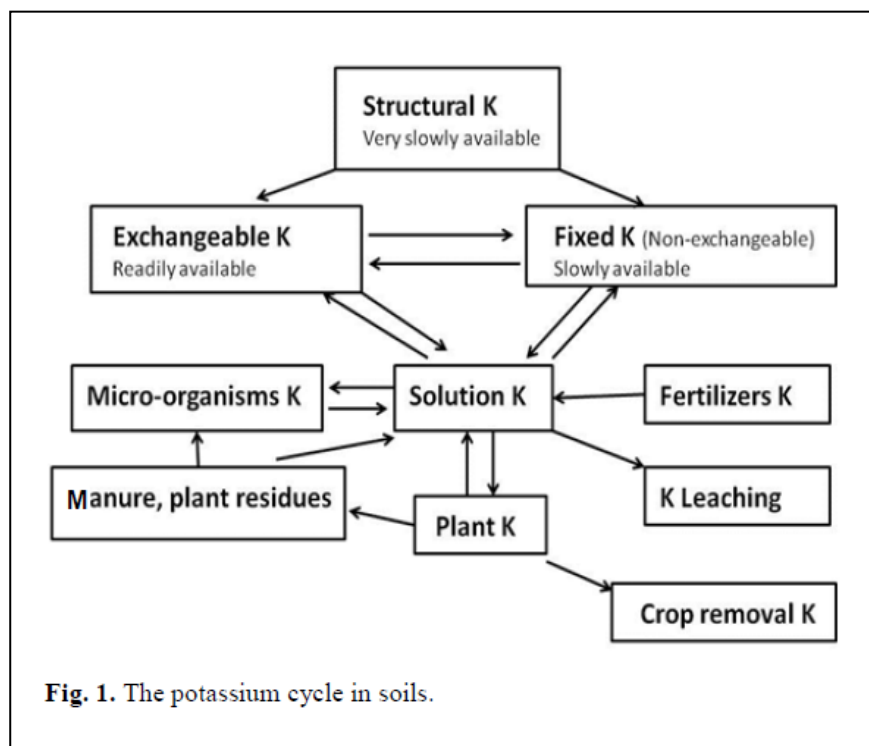 Structural K
Very slowly available
Exchangeable K
Readily available
Fixed K (Non-exchangeable)
Slowly available
Micro-organisms K
Solution K
Fertilizers K
Manure, plant residues
Plant K
K Leaching
Crop removal K
Fig. 1. The potassium cycle in soils.